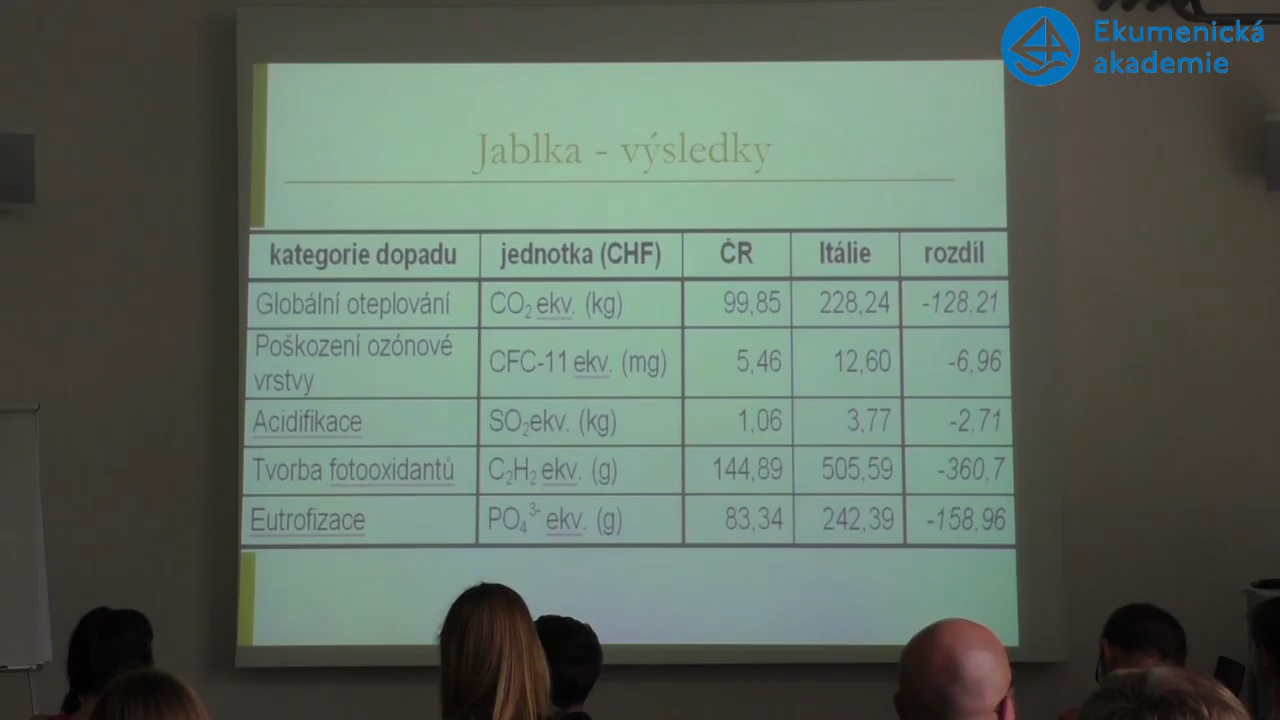 Ekumenická
akademie
Jablka - výsledky
kategorie dopadu jednotka (CHF) ČR Itálie rozdíl
Globální oteplování CO₂ ekv. (kg) 99,85 228,24 -128,21
Poškození ozónové
vrstvy CFC-11 ekv. (mg) 5,46 12,60 -6,96
Acidifikace SO₂ekv. (kg) 1,06 3,77 -2,71
Tvorba fotooxidantů C₂H₂ ekv. (g) 144,89 505,59 -360,7
Eutrofizace PO₄³⁻ ekv. (g) 83,34 242,39 -158,96